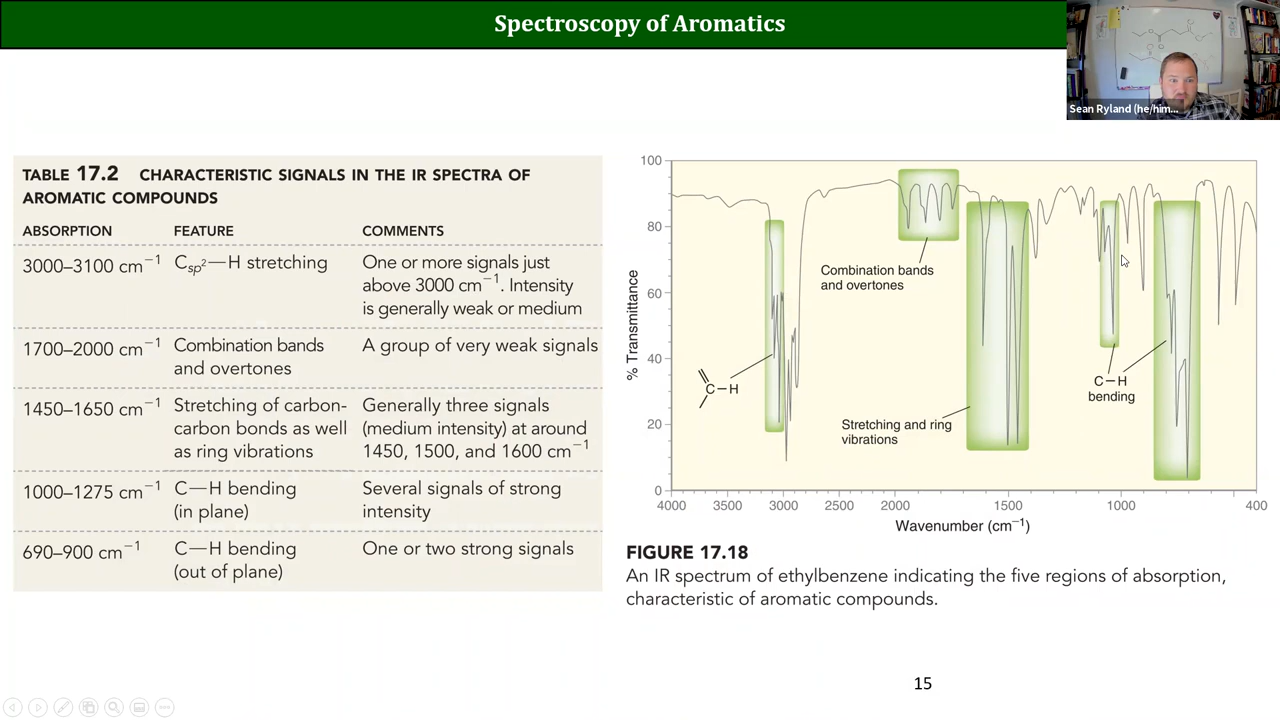 Spectroscopy of Aromatics
Sean Ryland (he/him...
TABLE 17.2 CHARACTERISTIC SIGNALS IN THE IR SPECTRA OF
AROMATIC COMPOUNDS
ABSORPTION FEATURE COMMENTS
3000–3100 cm⁻¹ Csp²—H stretching One or more signals just
above 3000 cm⁻¹. Intensity
is generally weak or medium
1700–2000 cm⁻¹ Combination bands A group of very weak signals
and overtones
1450–1650 cm⁻¹ Stretching of carbon- Generally three signals
carbon bonds as well (medium intensity) at around
as ring vibrations 1450, 1500, and 1600 cm⁻¹
1000–1275 cm⁻¹ C—H bending Several signals of strong
(in plane) intensity
690–900 cm⁻¹ C—H bending One or two strong signals
(out of plane)
100
80
60
40
20
0
% Transmittance
Combination bands
and overtones
C—H
Stretching and ring
vibrations
C—H
bending
4000 3500 3000 2000 1500 1000 400
Wavenumber (cm⁻¹)
FIGURE 17.18
An IR spectrum of ethylbenzene indicating the five regions of absorption,
characteristic of aromatic compounds.
15